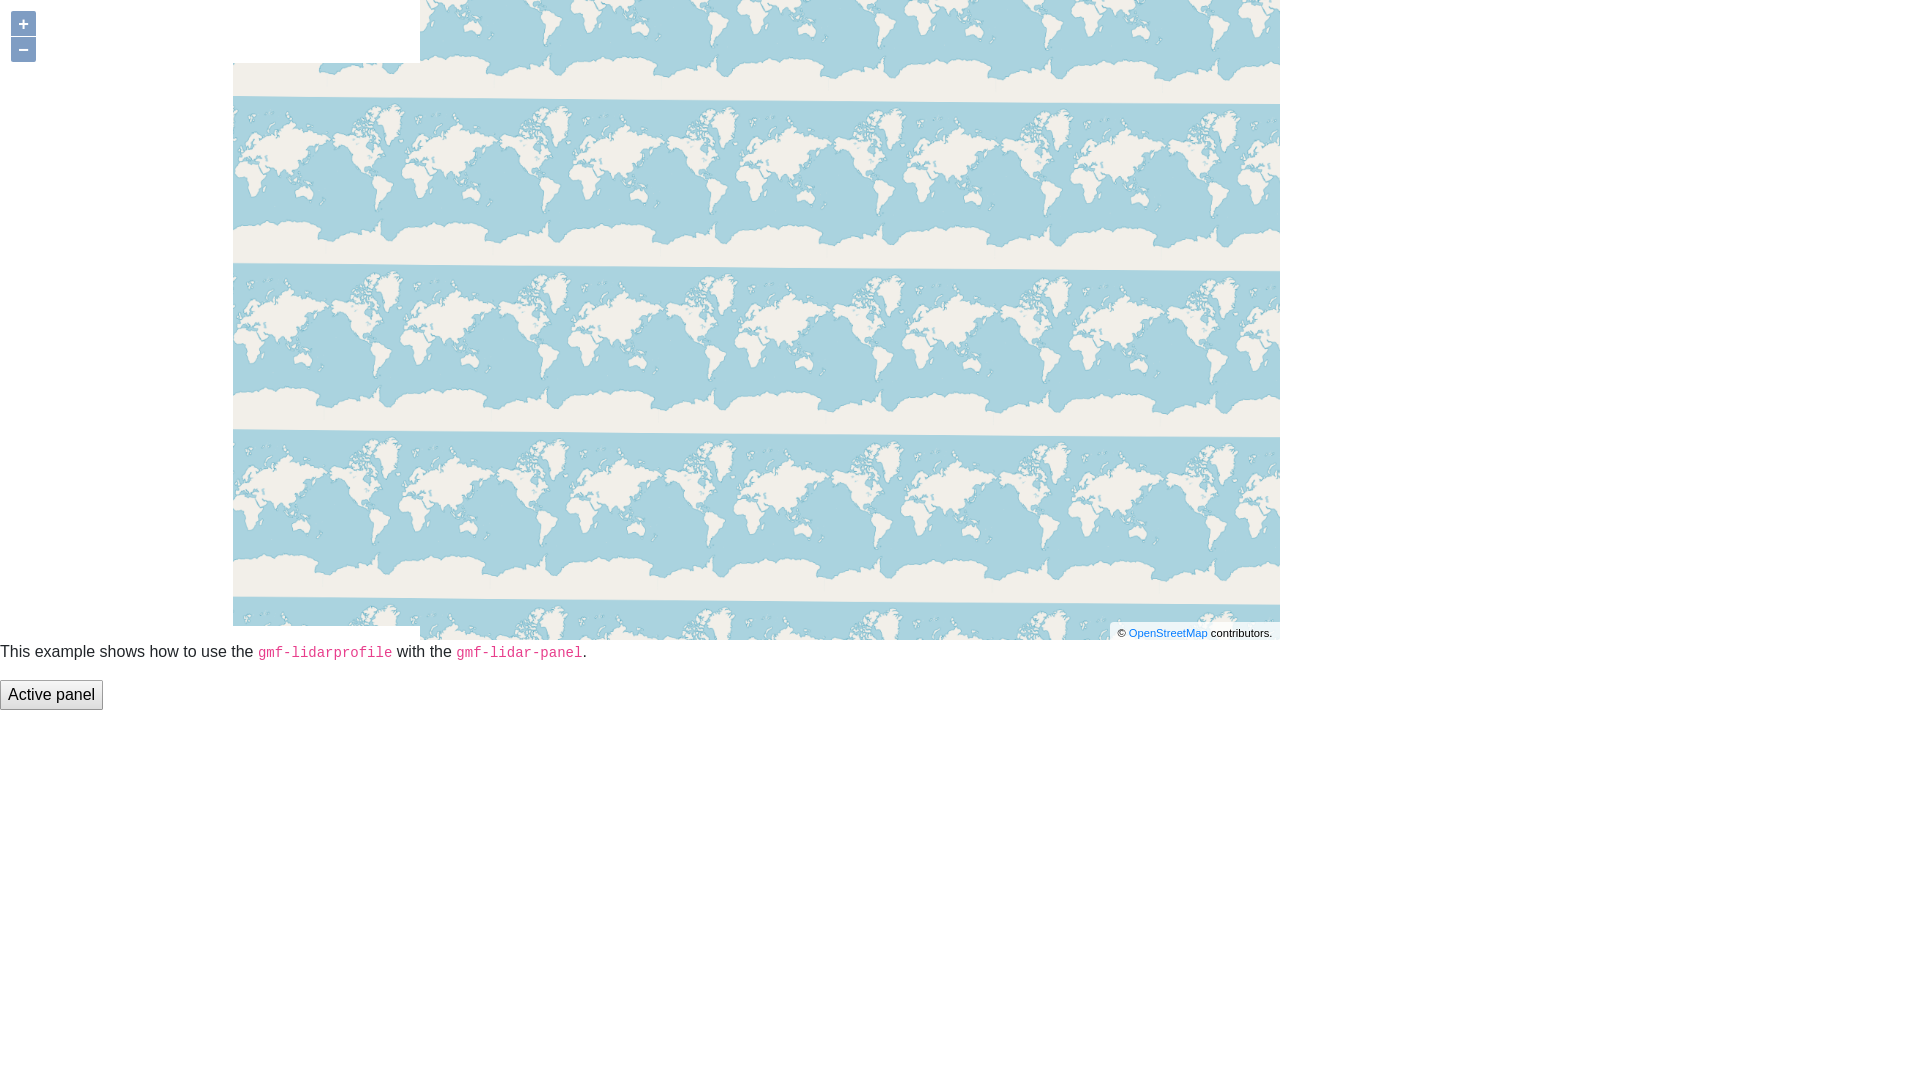 +
−
© OpenStreetMap contributors.
This example shows how to use the gmf-lidarprofile with the gmf-lidar-panel.
Active panel